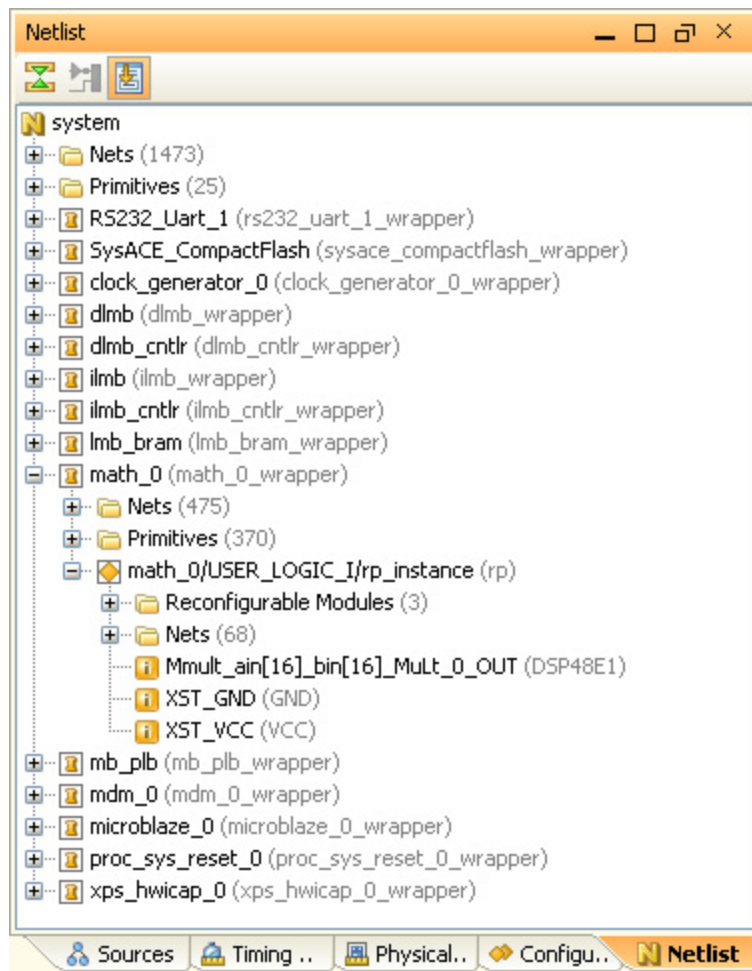 Netlist
system
Nets (1473)
Primitives (25)
RS232_Uart_1 (rs232_uart_1_wrapper)
SysACE_CompactFlash (sysace_compactflash_wrapper)
clock_generator_0 (clock_generator_0_wrapper)
dlmb (dlmb_wrapper)
dlmb_cntlr (dlmb_cntlr_wrapper)
ilmb (ilmb_wrapper)
ilmb_cntlr (ilmb_cntlr_wrapper)
lmb_bram (lmb_bram_wrapper)
math_0 (math_0_wrapper)
Nets (475)
Primitives (370)
math_0/USER_LOGIC_I/rp_instance (rp)
Reconfigurable Modules (3)
Nets (68)
Mmult_ain[16]_bin[16]_MuLt_0_OUT (DSP48E1)
XST_GND (GND)
XST_VCC (VCC)
mb_plb (mb_plb_wrapper)
mdm_0 (mdm_0_wrapper)
microblaze_0 (microblaze_0_wrapper)
proc_sys_reset_0 (proc_sys_reset_0_wrapper)
xps_hwicap_0 (xps_hwicap_0_wrapper)
Sources Timing .. Physical.. Configu.. Netlist